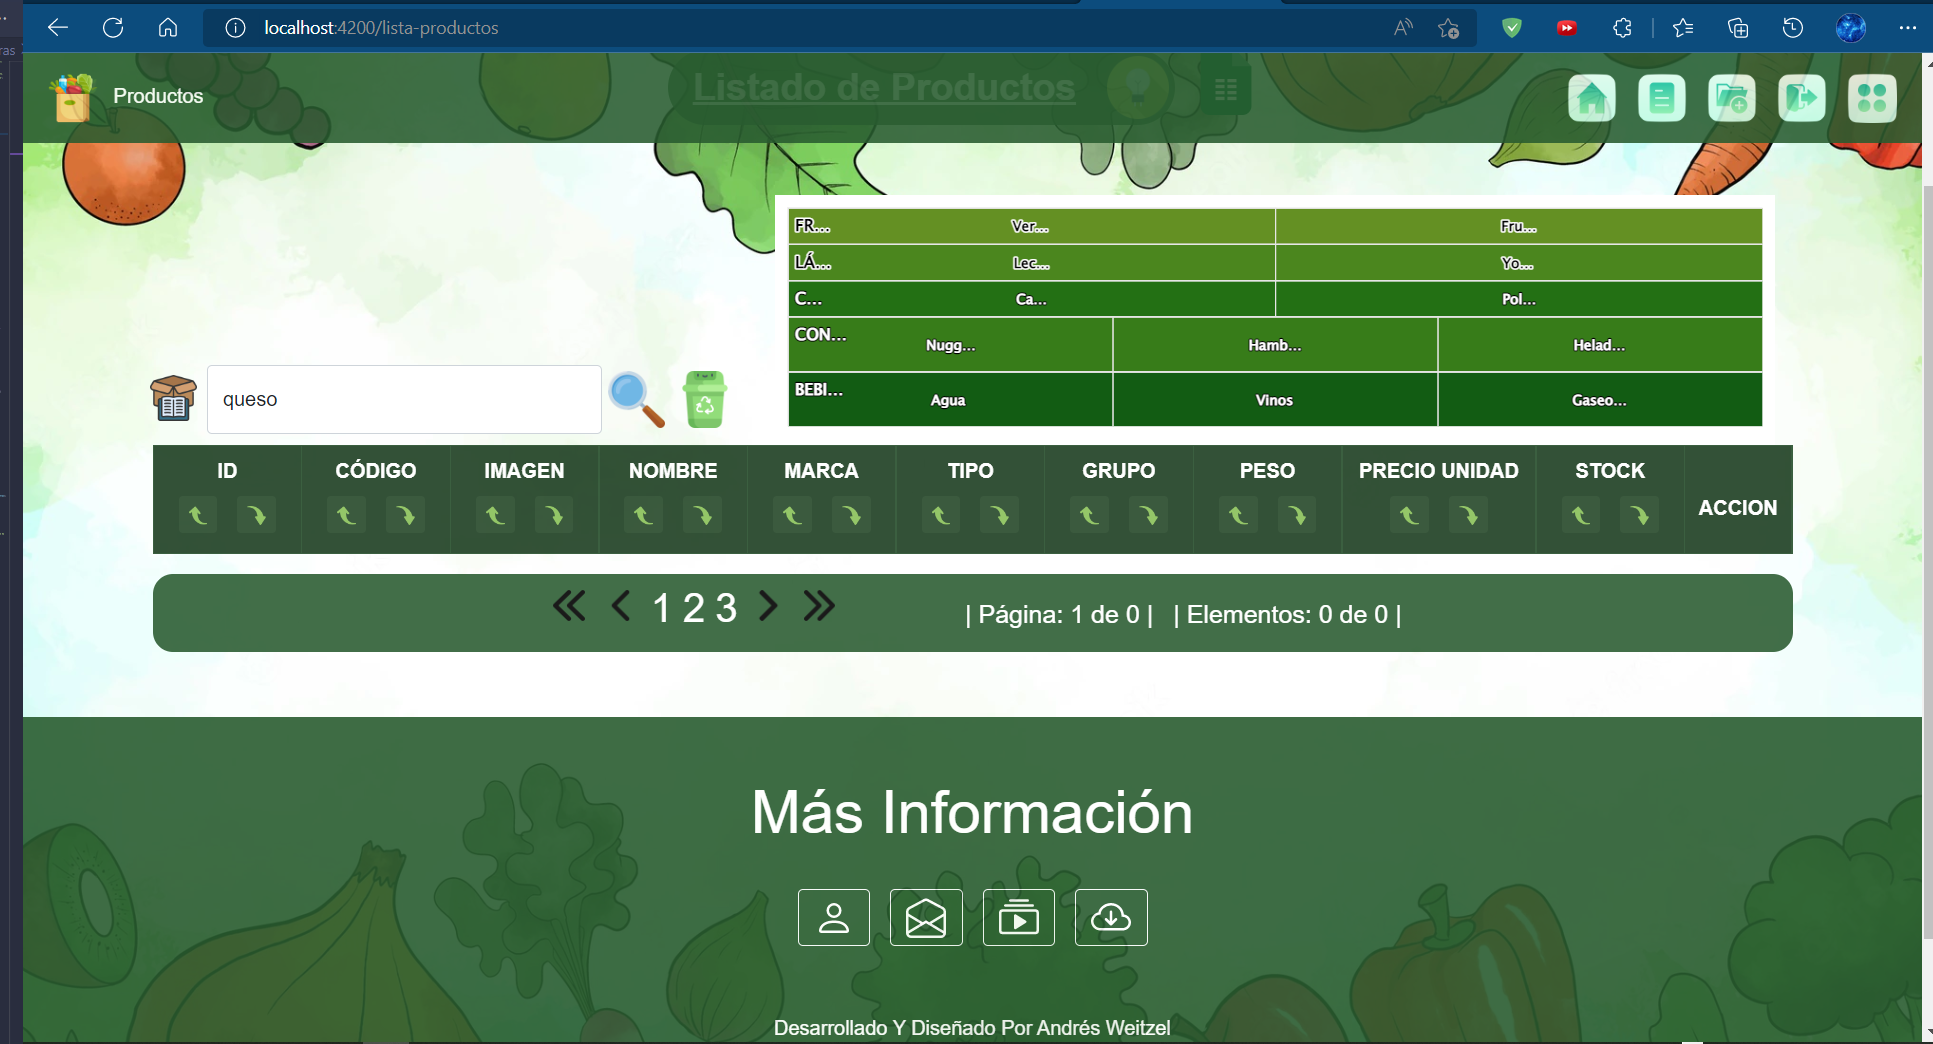 localhost:4200/lista-productos
Productos
Listado de Productos
FR...
Ver...
Fru...
LÁ...
Lec...
Yo...
C...
Ca...
Pol...
CON...
Nugg...
Hamb...
Helad...
BEBI...
Agua
Vinos
Gaseo...
queso
ID CÓDIGO IMAGEN NOMBRE MARCA TIPO GRUPO PESO PRECIO UNIDAD STOCK ACCION
1 2 3
| Página: 1 de 0 | | Elementos: 0 de 0 |
Más Información
Desarrollado Y Diseñado Por Andrés Weitzel